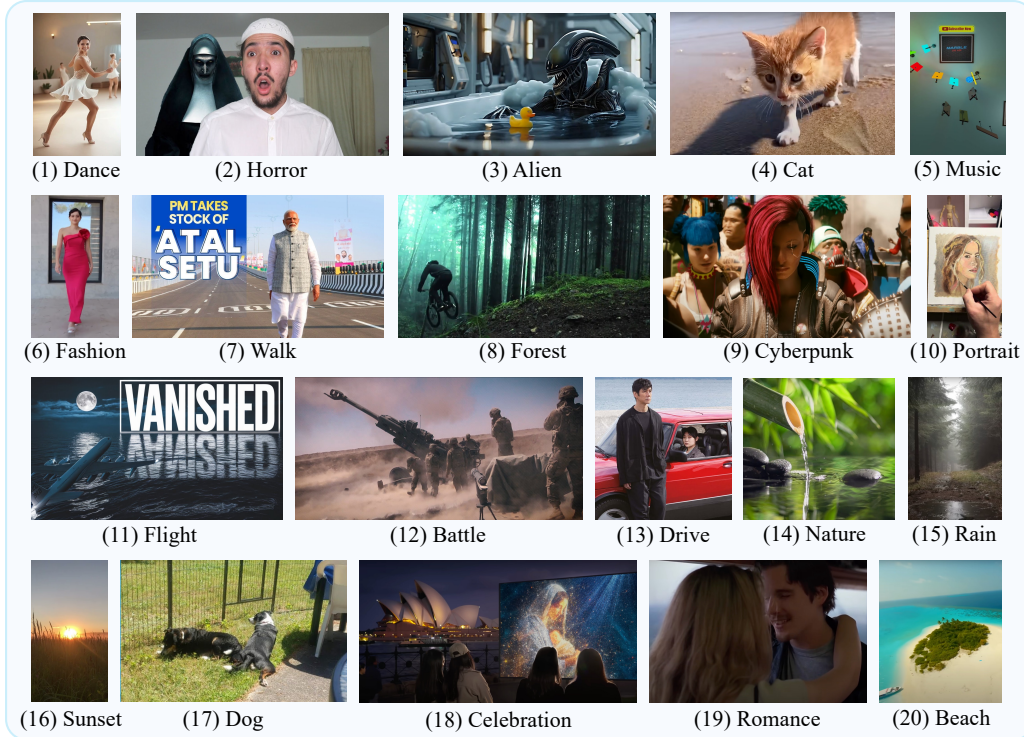 (1) Dance
(2) Horror
(3) Alien
(4) Cat
(5) Music
PM TAKES
STOCK OF
'ATAL
SETU
(6) Fashion
(7) Walk
(8) Forest
(9) Cyberpunk
(10) Portrait
VANISHED
(11) Flight
(12) Battle
(13) Drive
(14) Nature
(15) Rain
(16) Sunset
(17) Dog
(18) Celebration
(19) Romance
(20) Beach